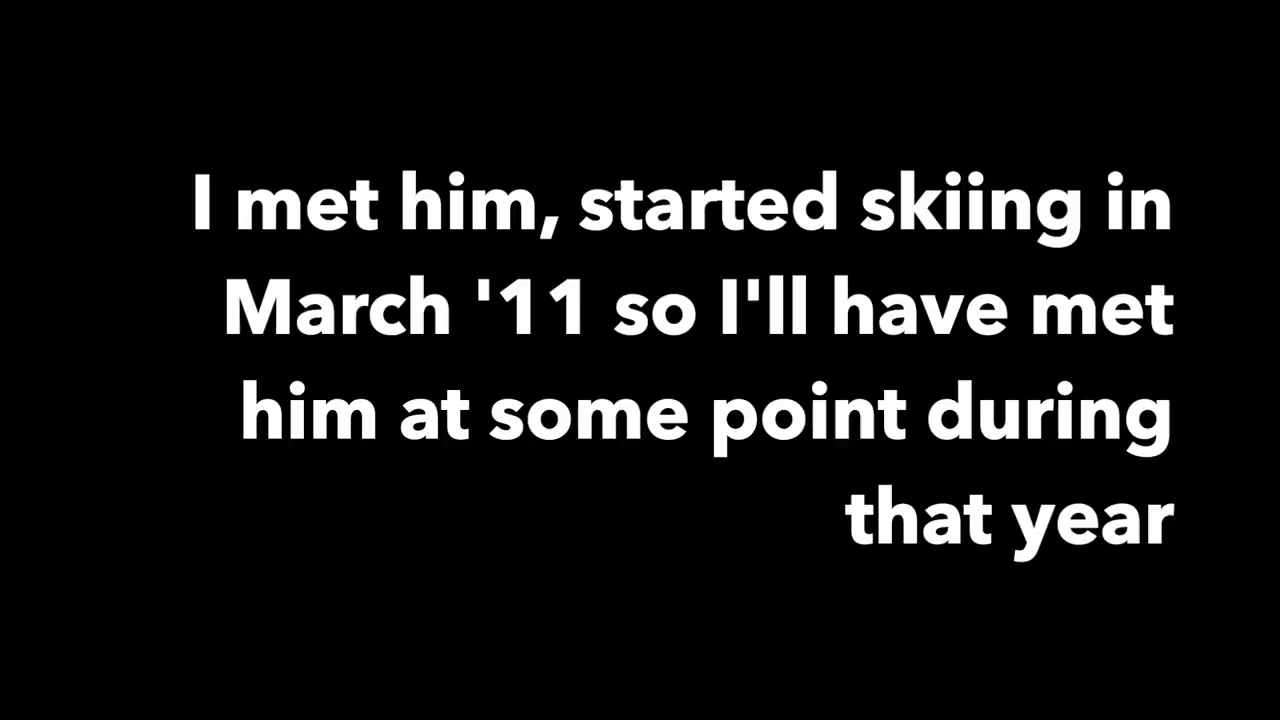 I met him, started skiing in
March '11 so I'll have met
him at some point during
that year